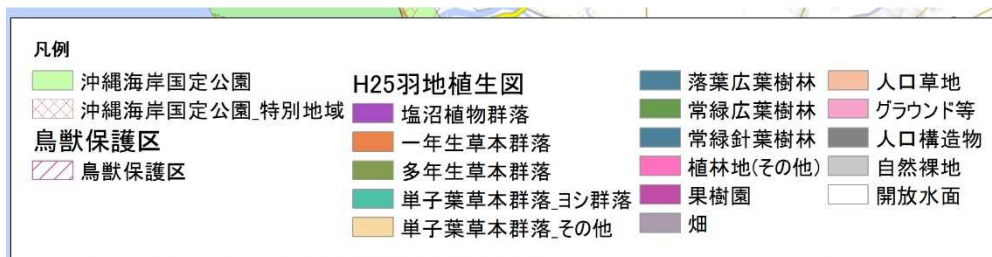 凡例
沖縄海岸国定公園
沖縄海岸国定公園_特別地域
鳥獣保護区
鳥獣保護区
H25羽地植生図
塩沼植物群落
一年生草本群落
多年生草本群落
単子葉草本群落_ヨシ群落
単子葉草本群落_その他
落葉広葉樹林
常緑広葉樹林
常緑針葉樹林
植林地(その他)
果樹園
畑
人口草地
グラウンド等
人口構造物
自然裸地
開放水面